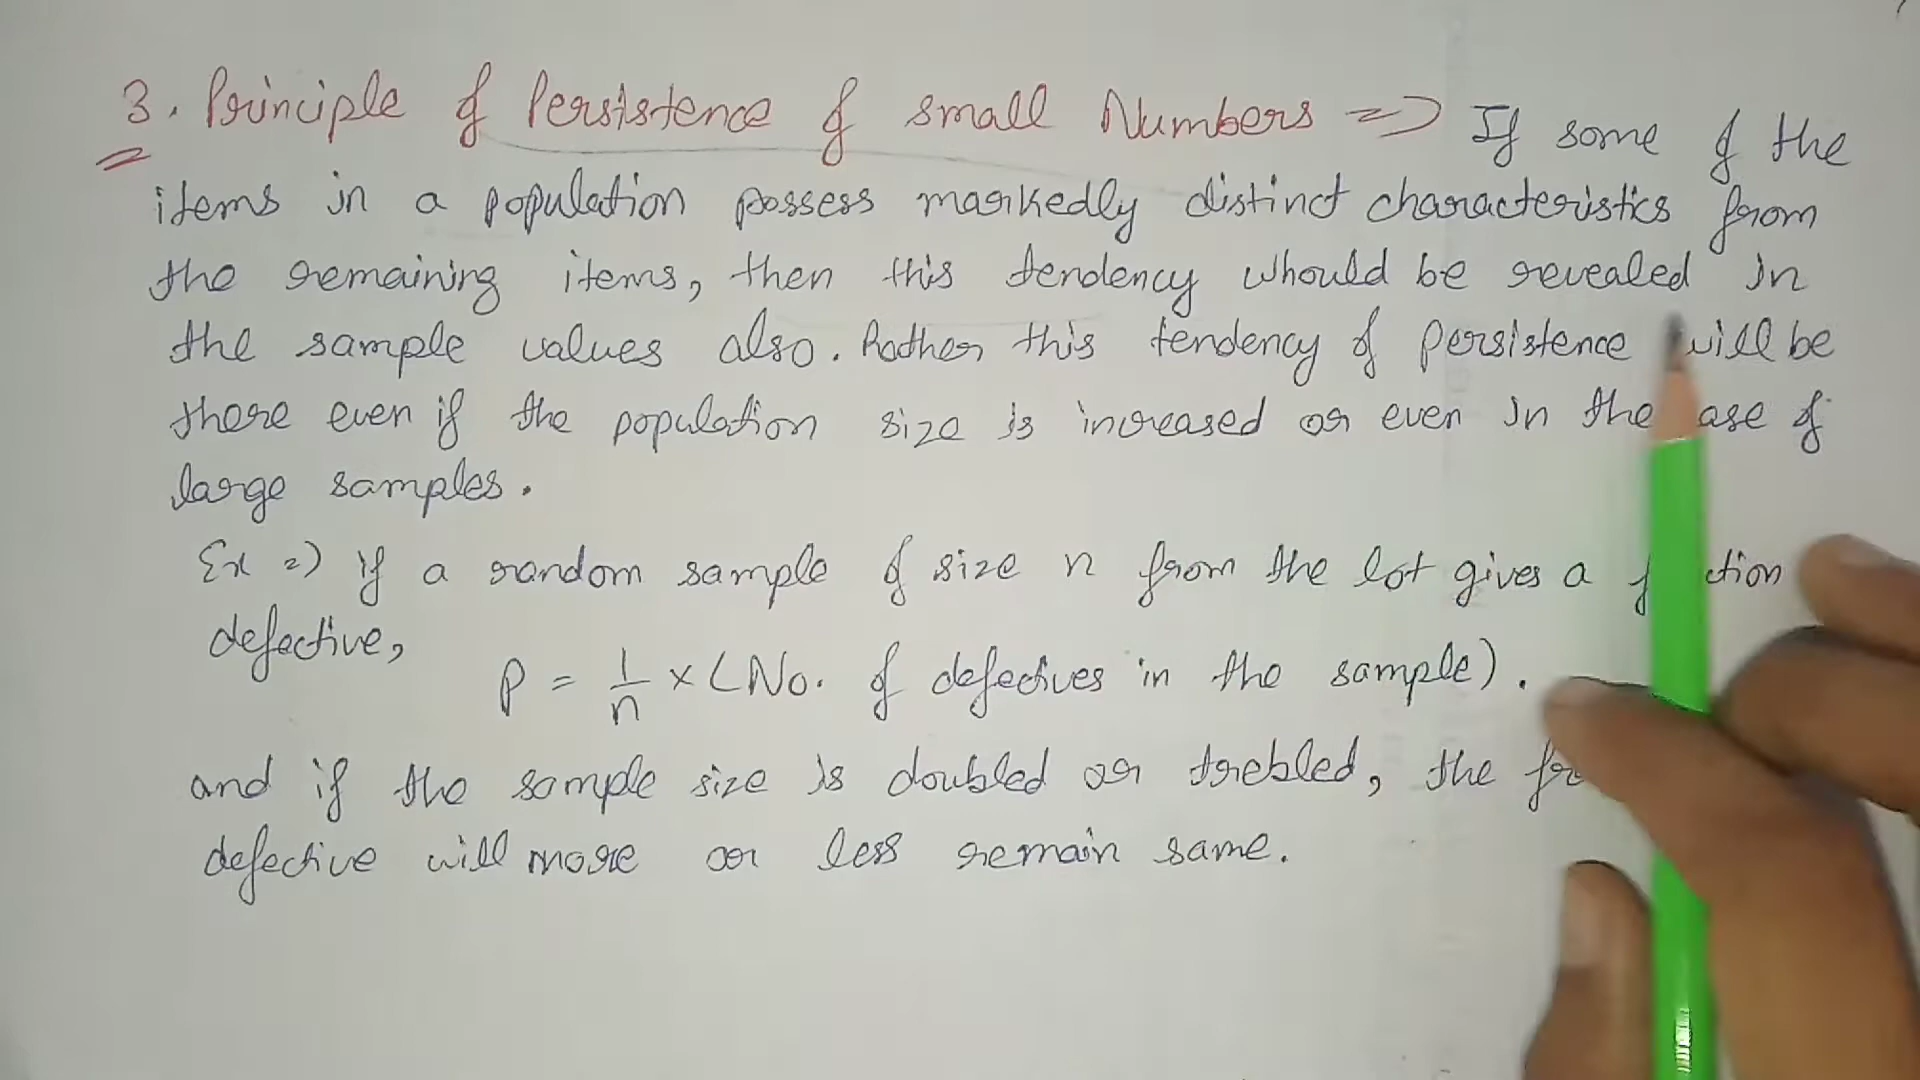 3. Principle of Persistence of small Numbers => If some of the
items in a population possess markedly distinct characteristics from
the remaining items, then this tendency whould be revealed in
the sample values also. Rather this tendency of persistence will be
there even if the population size is increased or even in the ase of
large samples.
Ex => if a random sample of size n from the lot gives a ction
defective,
P = 1/n × (No. of defectives in the sample).
and if the sample size is doubled or trebled, the
defective will more or less remain same.